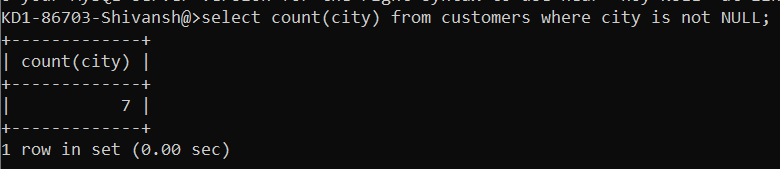 KD1-86703-Shivansh@>select count(city) from customers where city is not NULL;
+-------------+
| count(city) |
+-------------+
|           7 |
+-------------+
1 row in set (0.00 sec)